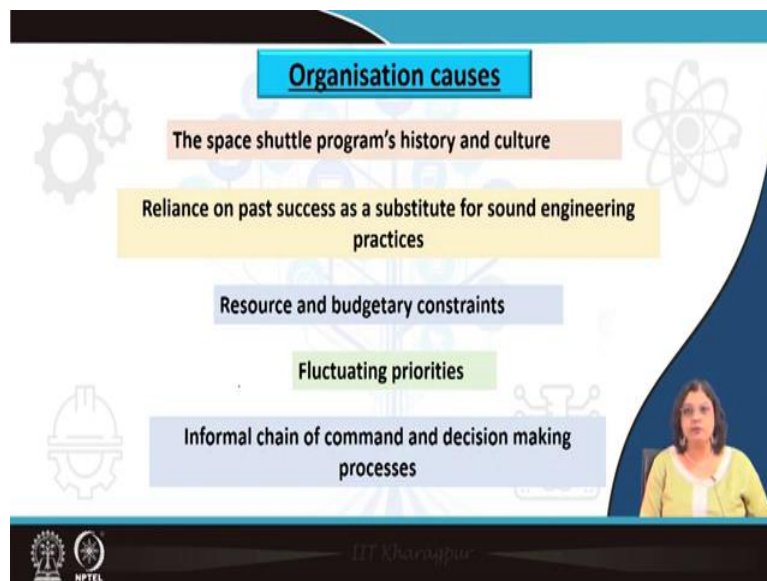 Organisation causes
The space shuttle program's history and culture
Reliance on past success as a substitute for sound engineering
practices
Resource and budgetary constraints
Fluctuating priorities
Informal chain of command and decision making
processes
IIT Kharagpur
NPTEL